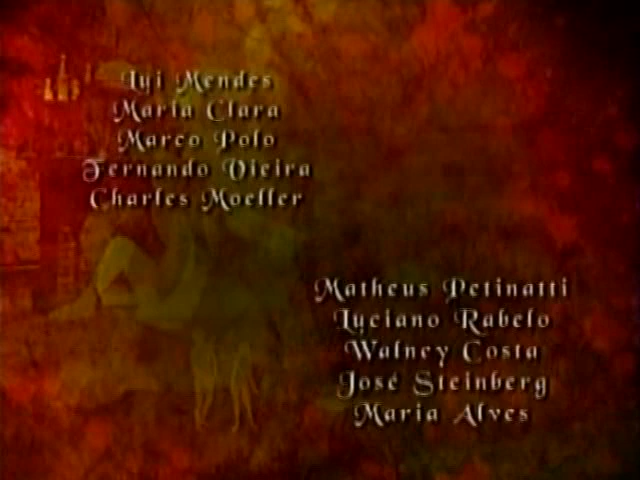 Lyi Mendes
Maria Clara
Marco Polo
Fernando Vieira
Charles Moeller
Matheus Petinatti
Luciano Rabelo
Walney Costa
José Steinberg
Maria Alves